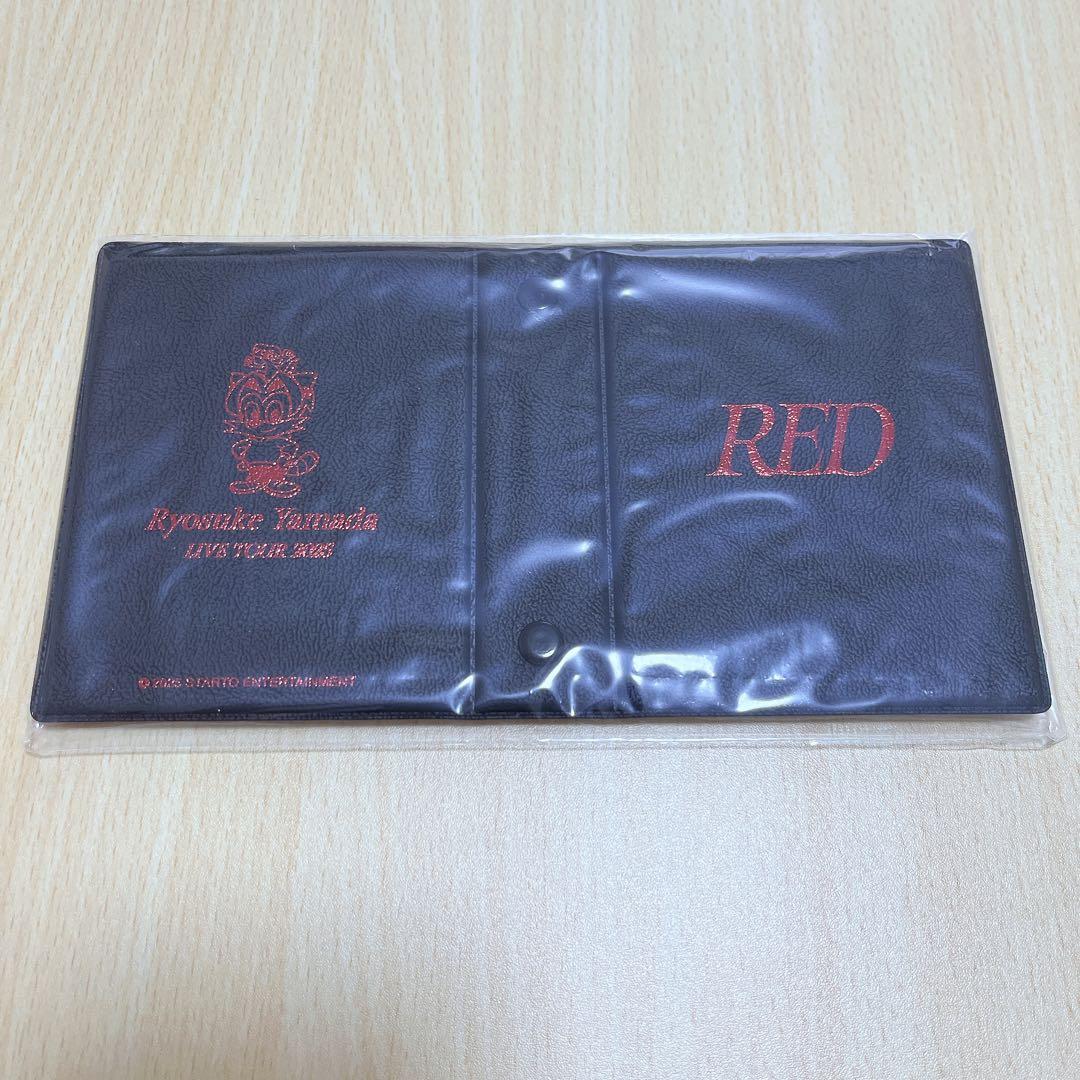 Ryosuke Yamada
LIVE TOUR 2025
© 2025 STARTO ENTERTAINMENT
RED